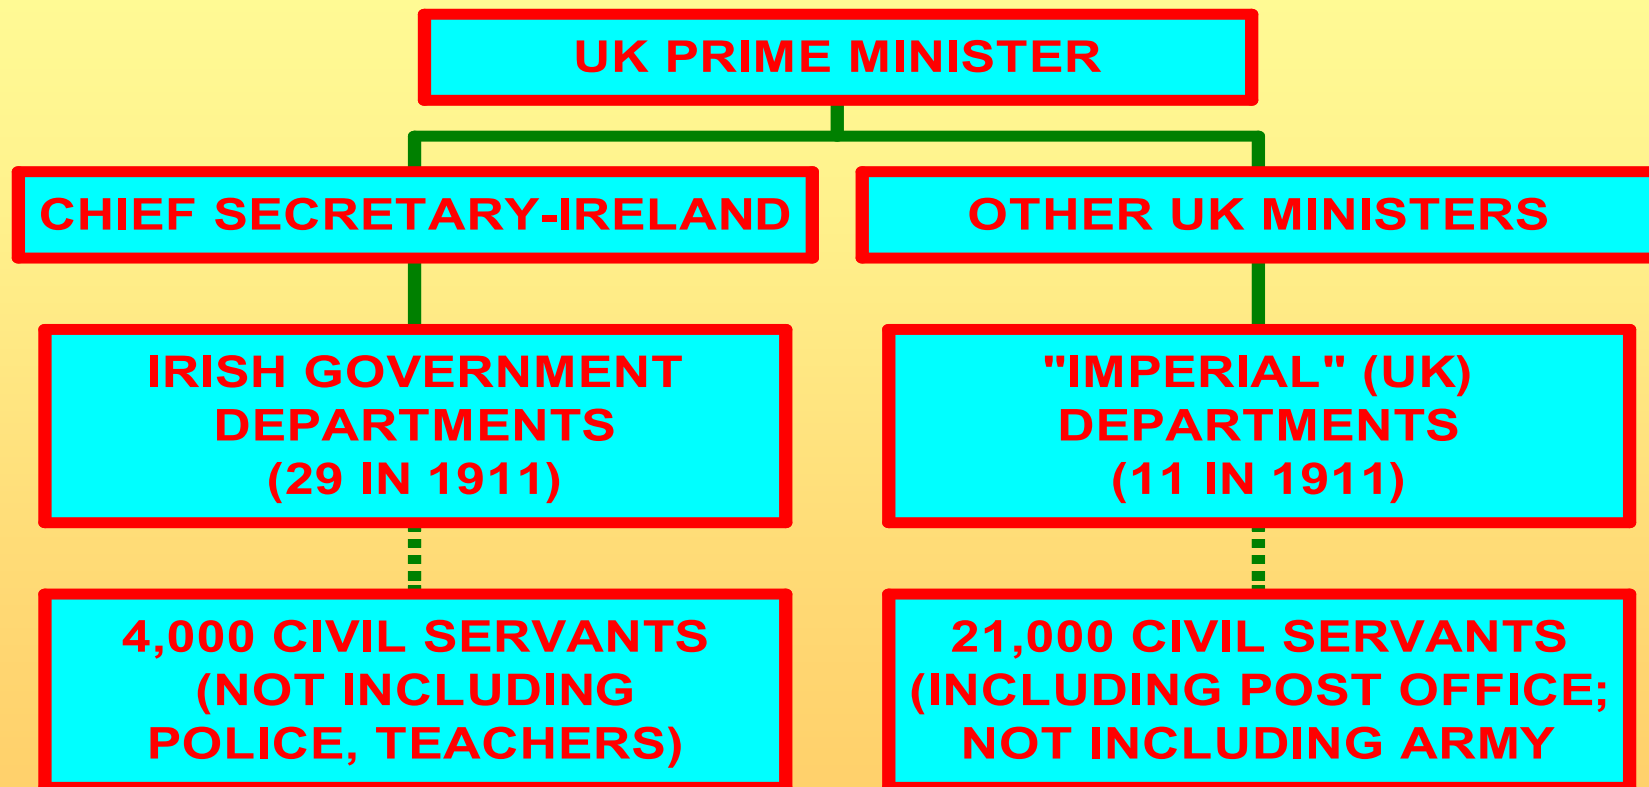 UK PRIME MINISTER
CHIEF SECRETARY-IRELAND
OTHER UK MINISTERS
IRISH GOVERNMENT
DEPARTMENTS
(29 IN 1911)
"IMPERIAL" (UK)
DEPARTMENTS
(11 IN 1911)
4,000 CIVIL SERVANTS
(NOT INCLUDING
POLICE, TEACHERS)
21,000 CIVIL SERVANTS
(INCLUDING POST OFFICE;
NOT INCLUDING ARMY